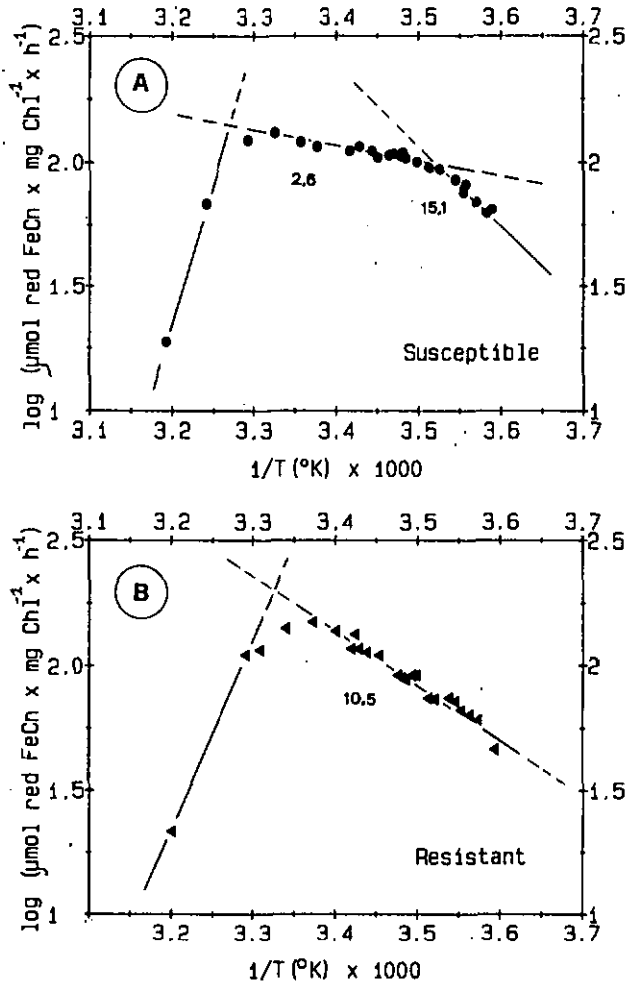 3.1 3.2 3.3 3.4 3.5 3.6 3.7
2.5 2.5
A
2.0 2.0
2,6
15,1
1.5 1.5
Susceptible
1 1
3.1 3.2 3.3 3.4 3.5 3.6 3.7
1/T (°K) x 1000
log (µmol red FeCn x mg Chl⁻¹ x h⁻¹)
3.1 3.2 3.3 3.4 3.5 3.6 3.7
2.5 2.5
B
2.0 2.0
10,5
1.5 1.5
Resistant
1 1
3.2 3.3 3.4 3.5 3.6 3.7
1/T (°K) x 1000
log (µmol red FeCn x mg Chl⁻¹ x h⁻¹)